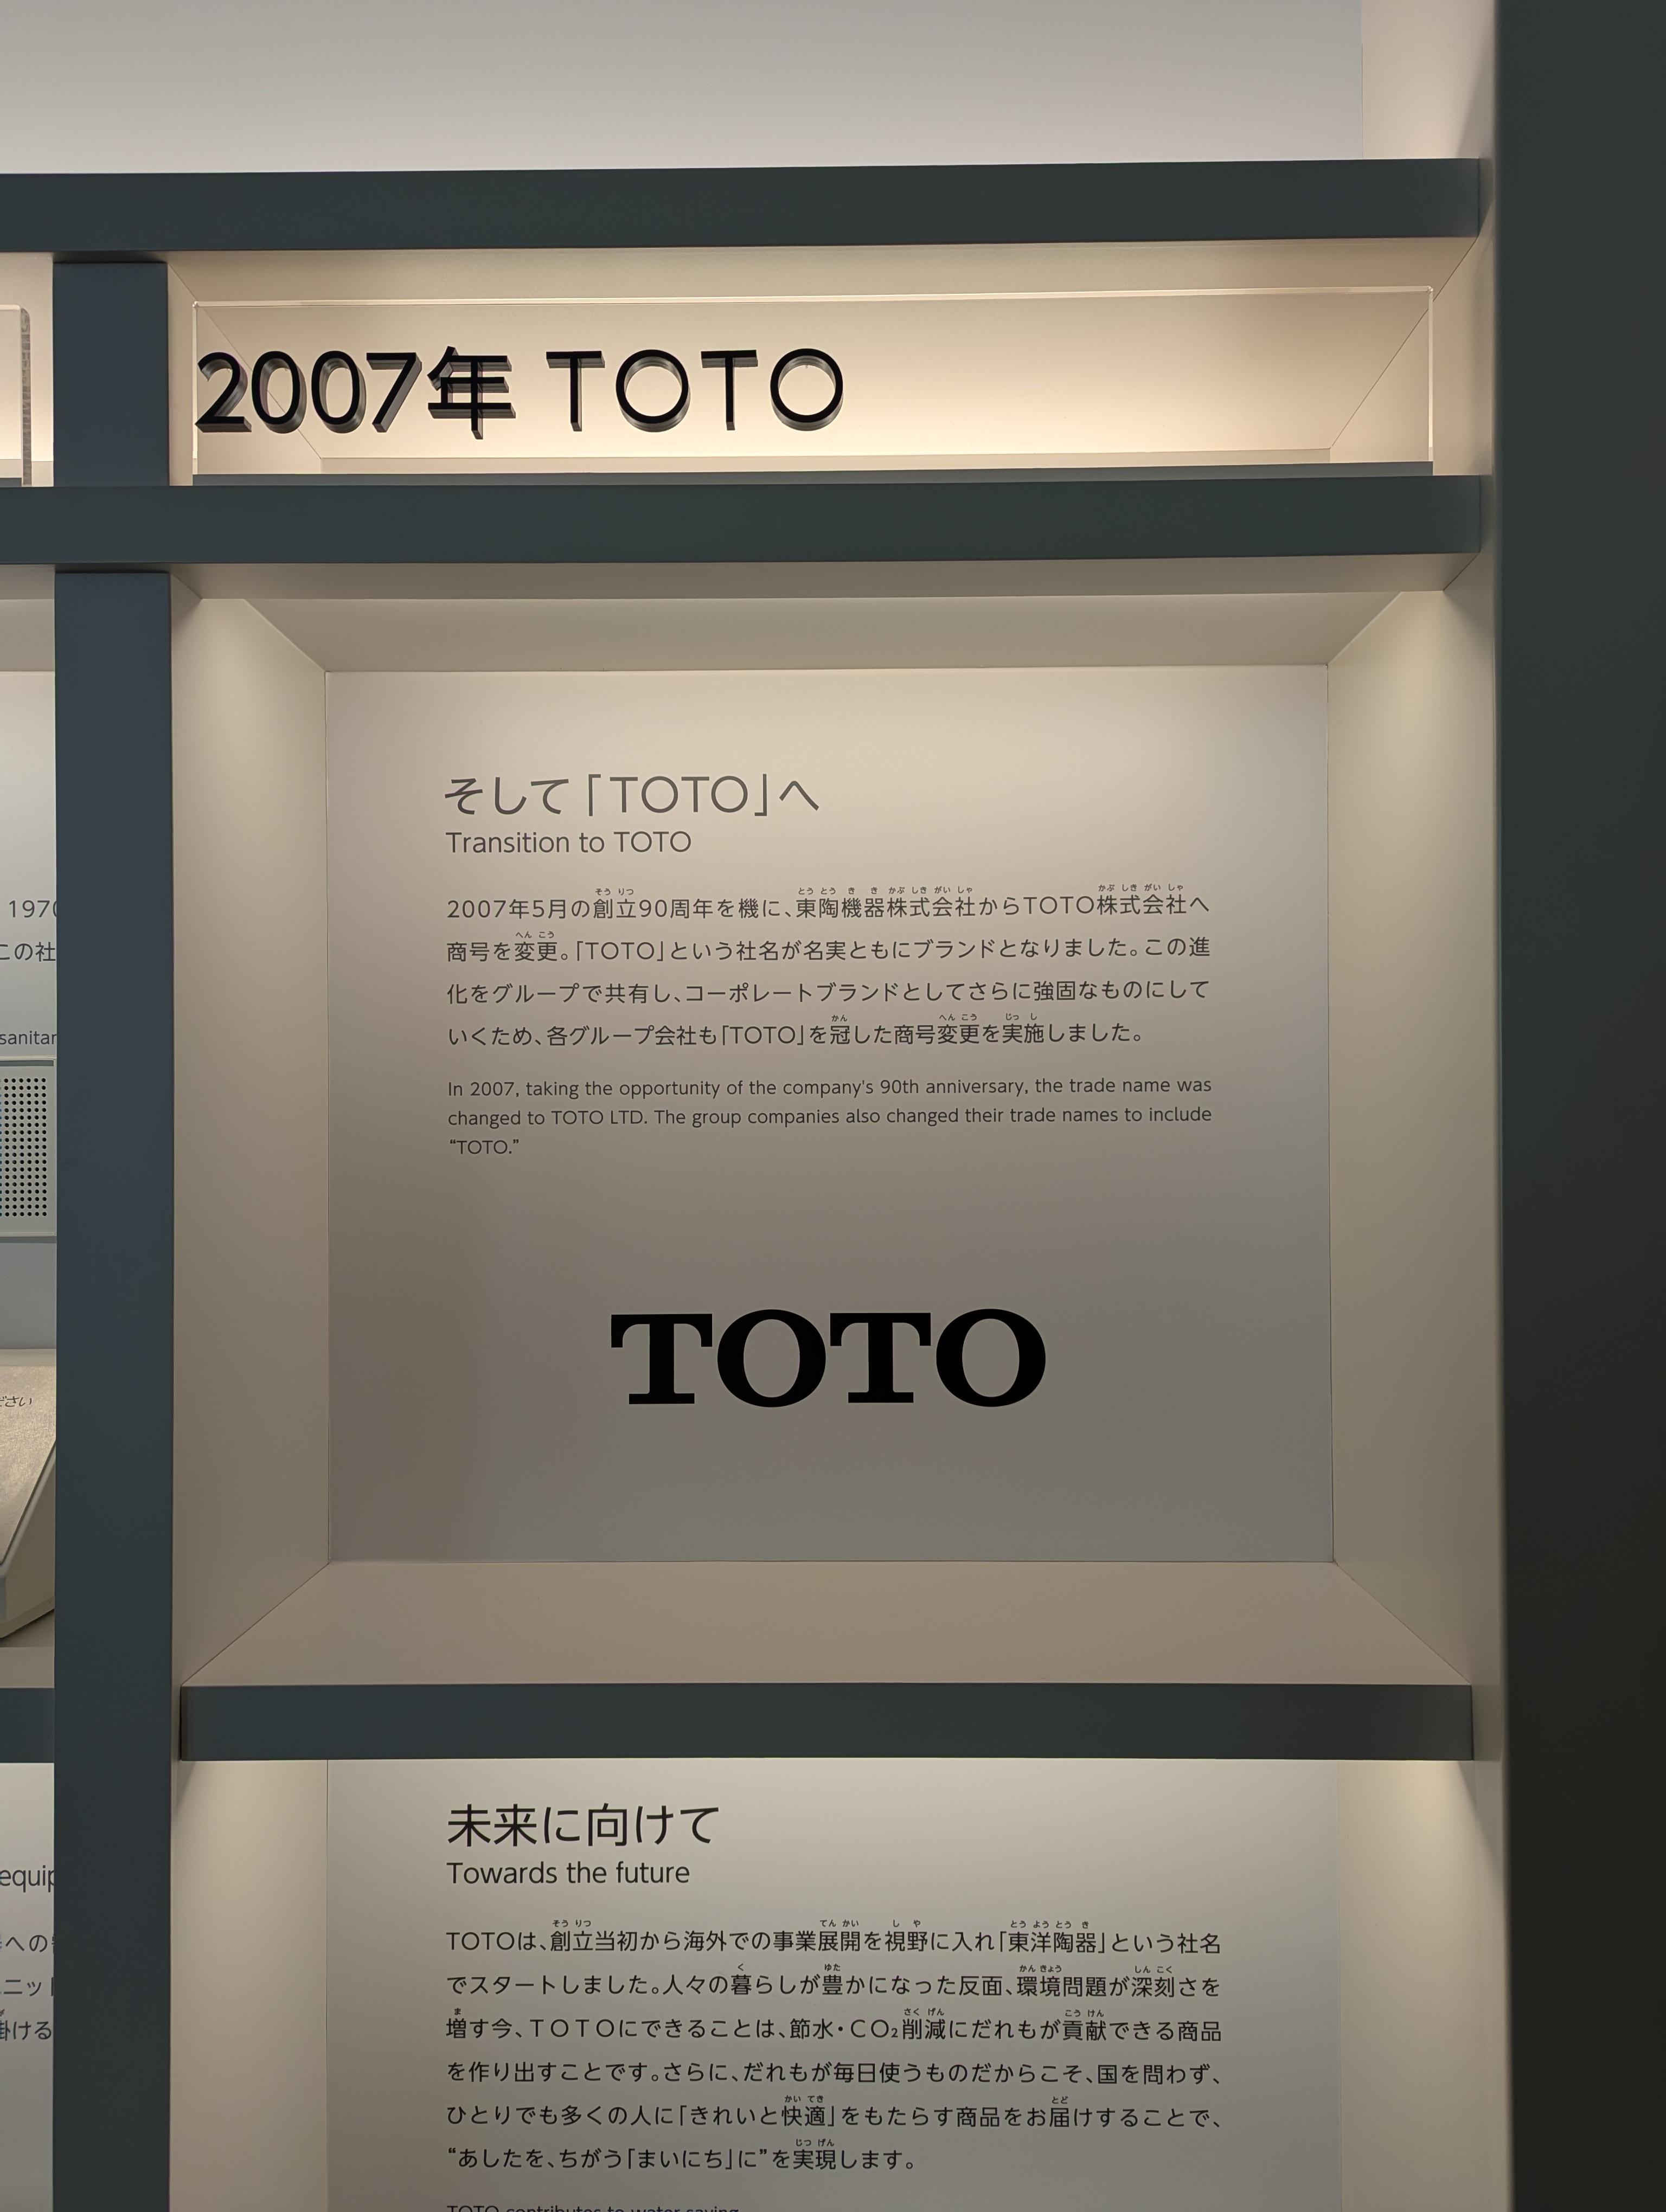 2007年 TOTO
そして「TOTO」へ
Transition to TOTO
2007年5月の創立90周年を機に、東陶機器株式会社からTOTO株式会社へ
商号を変更。「TOTO」という社名が名実ともにブランドとなりました。この進
化をグループで共有し、コーポレートブランドとしてさらに強固なものにして
いくため、各グループ会社も「TOTO」を冠した商号変更を実施しました。
In 2007, taking the opportunity of the company's 90th anniversary, the trade name was
changed to TOTO LTD. The group companies also changed their trade names to include
“TOTO.”
TOTO
未来に向けて
Towards the future
TOTOは、創立当初から海外での事業展開を視野に入れ「東洋陶器」という社名
でスタートしました。人々の暮らしが豊かになった反面、環境問題が深刻さを
増す今、TOTOにできることは、節水・CO₂削減にだれもが貢献できる商品
を作り出すことです。さらに、だれもが毎日使うものだからこそ、国を問わず、
ひとりでも多くの人に「きれいと快適」をもたらす商品をお届けすることで、
“あしたを、ちがう「まいにち」に”を実現します。
1970
この社
への
ニット
掛ける